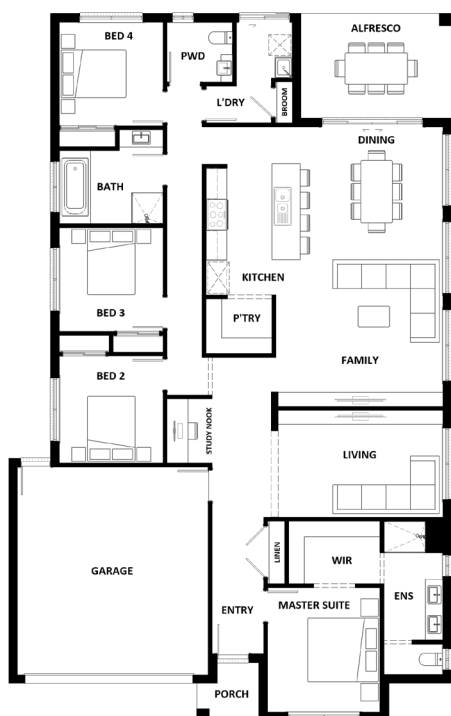 BED 4
PWD
ALFRESCO
L'DRY
BROOM
DINING
BATH
KITCHEN
BED 3
P'TRY
FAMILY
BED 2
STUDY NOOK
LIVING
LINEN
WIR
GARAGE
ENTRY
MASTER SUITE
ENS
PORCH